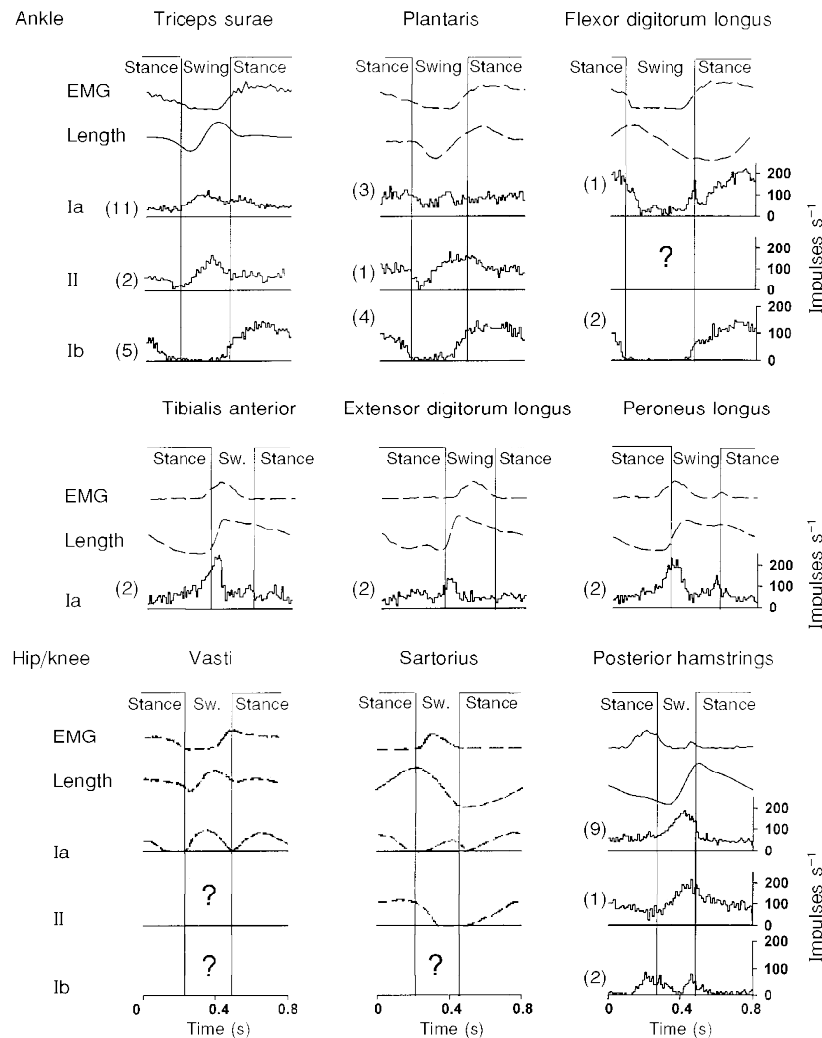 Ankle Triceps surae Plantaris Flexor digitorum longus
Stance Swing Stance Stance Swing Stance Stance Swing Stance
EMG
Length
Ia (11) (3) (1) 200 100 0
II (2) (1) ? 200 100 0
Ib (5) (4) (2) 200 100 0
Impulses s⁻¹
Tibialis anterior Extensor digitorum longus Peroneus longus
Stance Sw. Stance Stance Swing Stance Stance Swing Stance
EMG
Length
Ia (2) (2) (2) 200 100 0
Impulses s⁻¹
Hip/knee Vasti Sartorius Posterior hamstrings
Stance Sw. Stance Stance Sw. Stance Stance Sw. Stance
EMG
Length
Ia (9) 200 100 0
II ? (1) 200 100 0
Ib ? ? (2) 200 100 0
Impulses s⁻¹
0 0.4 0.8 0 0.4 0.8 0 0.4 0.8
Time (s) Time (s) Time (s)